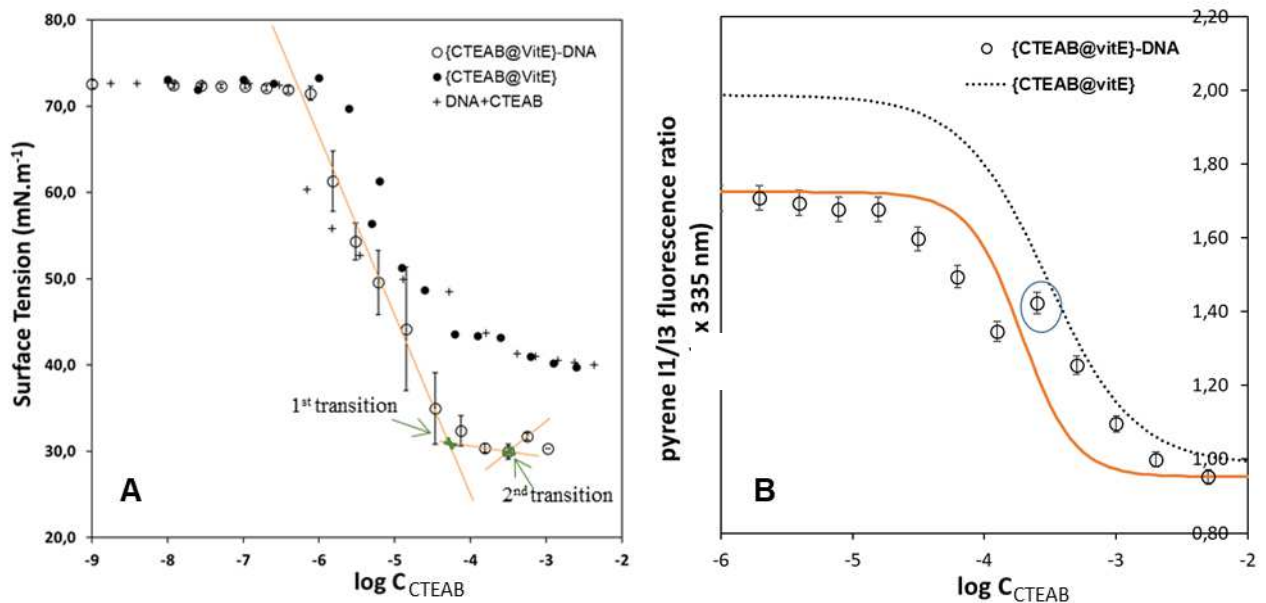 80,0
70,0
60,0
50,0
40,0
30,0
20,0
Surface Tension (mN.m-1)
○ {CTEAB@VitE}-DNA
● {CTEAB@VitE}
+ DNA+CTEAB
1st transition
2nd transition
A
-9 -8 -7 -6 -5 -4 -3 -2
log CCTEAB
pyrene I1/I3 fluorescence ratio
x 335 nm)
{CTEAB@vitE}-DNA
{CTEAB@vitE}
2,20
2,00
1,80
1,60
1,40
1,20
1,00
0,80
B
-6 -5 -4 -3 -2
log CCTEAB